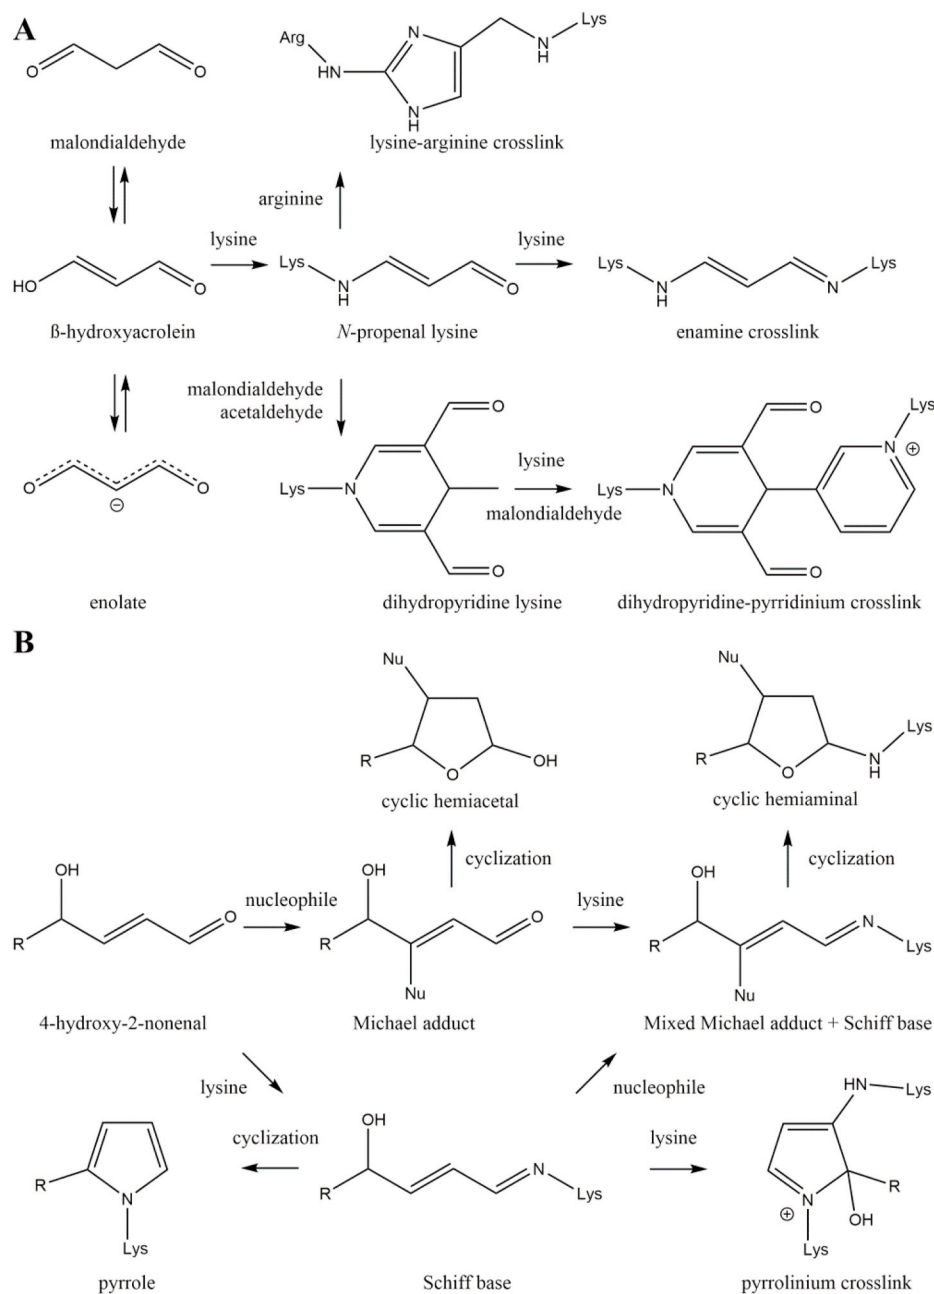 A
O
O
malondialdehyde
Arg
HN
N
N
H
N
H
Lys
lysine-arginine crosslink
arginine
HO
O
ß-hydroxyacrolein
lysine
Lys
N
H
O
N-propenal lysine
lysine
Lys
N
H
N
Lys
enamine crosslink
malondialdehyde
acetaldehyde
O
O
⊖
enolate
Lys
N
O
O
dihydropyridine lysine
lysine
malondialdehyde
Lys
N
O
O
Lys
N
⊕
dihydropyridine-pyrridinium crosslink
B
Nu
R
O
OH
cyclic hemiacetal
Nu
R
O
N
H
Lys
cyclic hemiaminal
cyclization
cyclization
OH
R
O
4-hydroxy-2-nonenal
nucleophile
OH
R
Nu
O
Michael adduct
lysine
OH
R
Nu
N
Lys
Mixed Michael adduct + Schiff base
lysine
nucleophile
R
N
Lys
pyrrole
cyclization
OH
R
N
Lys
Schiff base
lysine
HN
Lys
R
N
⊕
OH
Lys
pyrrolinium crosslink